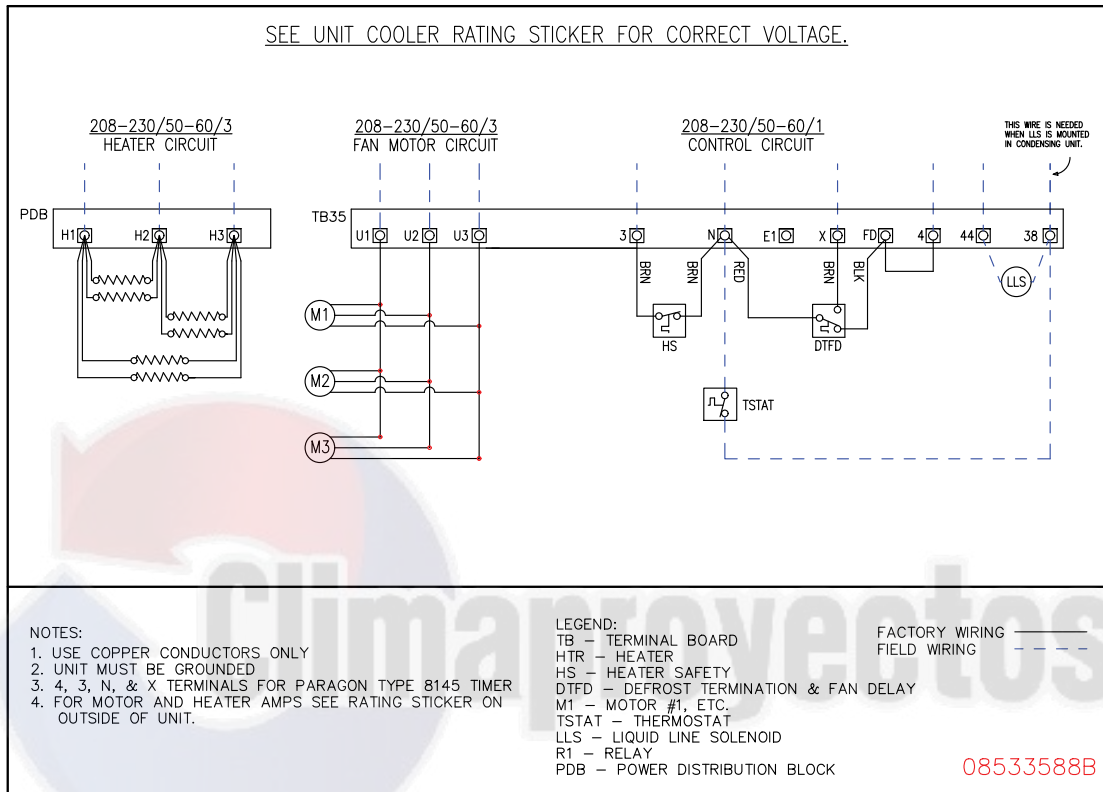 SEE UNIT COOLER RATING STICKER FOR CORRECT VOLTAGE.
208-230/50-60/3
HEATER CIRCUIT
208-230/50-60/3
FAN MOTOR CIRCUIT
208-230/50-60/1
CONTROL CIRCUIT
THIS WIRE IS NEEDED
WHEN LLS IS MOUNTED
IN CONDENSING UNIT.
PDB
H1 H2 H3
TB35
U1 U2 U3 3 N E1 X FD 4 44 38
BRN BRN RED BRN BLK
LLS
M1
HS
DTFD
M2
TSTAT
M3
Climaproyectos
NOTES:
1. USE COPPER CONDUCTORS ONLY
2. UNIT MUST BE GROUNDED
3. 4, 3, N, & X TERMINALS FOR PARAGON TYPE 8145 TIMER
4. FOR MOTOR AND HEATER AMPS SEE RATING STICKER ON
OUTSIDE OF UNIT.
LEGEND:
TB - TERMINAL BOARD
HTR - HEATER
HS - HEATER SAFETY
DTFD - DEFROST TERMINATION & FAN DELAY
M1 - MOTOR #1, ETC.
TSTAT - THERMOSTAT
LLS - LIQUID LINE SOLENOID
R1 - RELAY
PDB - POWER DISTRIBUTION BLOCK
FACTORY WIRING
FIELD WIRING
08533588B